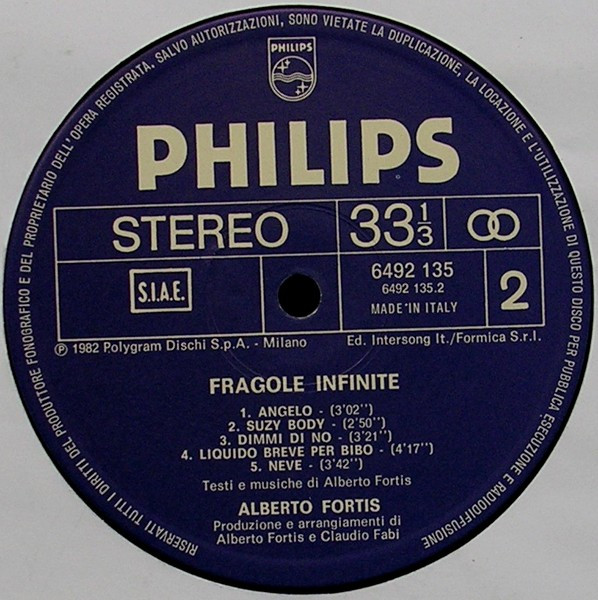 RISERVATI TUTTI I DIRITTI DEL PRODUTTORE FONOGRAFICO E DEL PROPRIETARIO DELL'OPERA REGISTRATA. SALVO AUTORIZZAZIONI, SONO VIETATE LA DUPLICAZIONE, LA LOCAZIONE E L'UTILIZZAZIONE DI QUESTO DISCO PER PUBBLICA ESECUZIONE E RADIODIFFUSIONE
PHILIPS
PHILIPS
STEREO 33 1/3
S.I.A.E. 6492 135 2
6492 135.2
MADE IN ITALY
℗ 1982 Polygram Dischi S.p.A. - Milano Ed. Intersong It./Formica S.r.l.
FRAGOLE INFINITE
1. ANGELO - (3'02'')
2. SUZY BODY - (2'50'')
3. DIMMI DI NO - (3'21'')
4. LIQUIDO BREVE PER BIBO - (4'17'')
5. NEVE - (3'42'')
Testi e musiche di Alberto Fortis
ALBERTO FORTIS
Produzione e arrangiamenti di
Alberto Fortis e Claudio Fabi